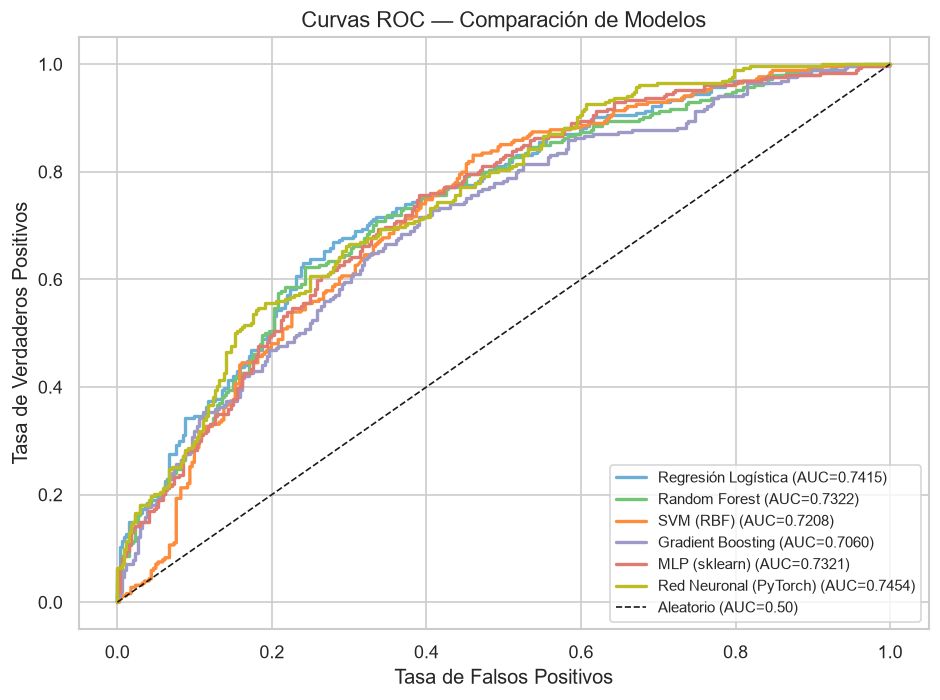 Curvas ROC — Comparación de Modelos
Tasa de Verdaderos Positivos
1.0
0.8
0.6
0.4
0.2
0.0
Regresión Logística (AUC=0.7415)
Random Forest (AUC=0.7322)
SVM (RBF) (AUC=0.7208)
Gradient Boosting (AUC=0.7060)
MLP (sklearn) (AUC=0.7321)
Red Neuronal (PyTorch) (AUC=0.7454)
Aleatorio (AUC=0.50)
0.0 0.2 0.4 0.6 0.8 1.0
Tasa de Falsos Positivos